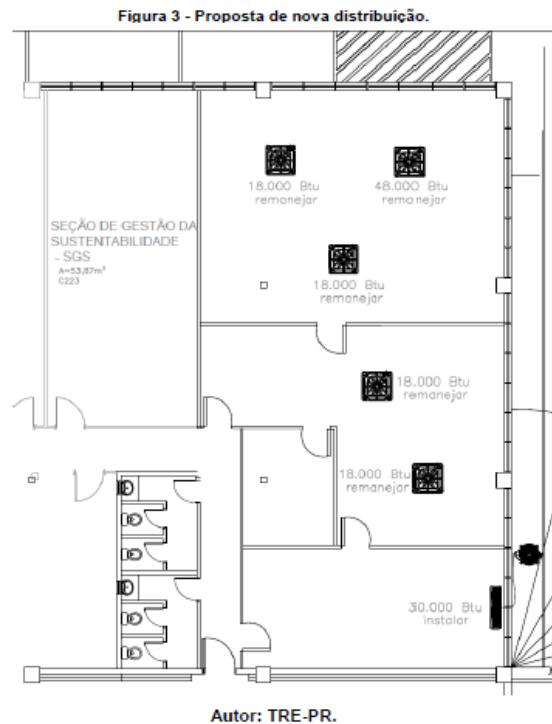 Figura 3 - Proposta de nova distribuição.
18.000 Btu
remanejar
48.000 Btu
remanejar
SEÇÃO DE GESTÃO DA
SUSTENTABILIDADE
- SGS
A=53,87m²
C223
18.000 Btu
remanejar
18.000 Btu
remanejar
18.000 Btu
remanejar
30.000 Btu
instalar
Autor: TRE-PR.